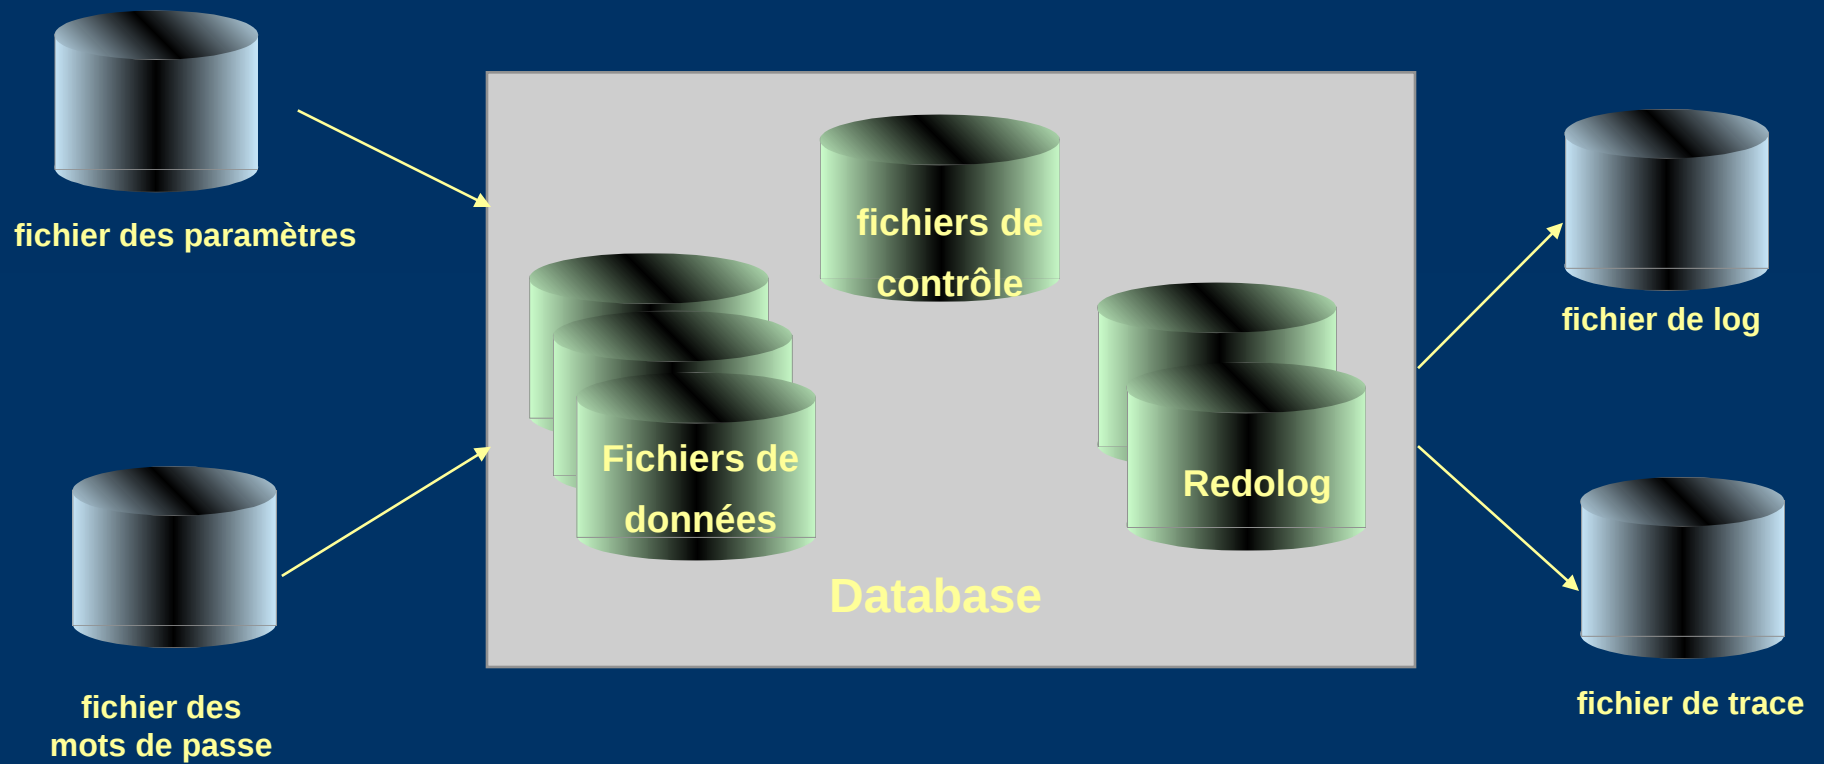 fichier des paramètres
fichiers de
contrôle
fichier de log
Fichiers de
données
Redolog
Database
fichier des
mots de passe
fichier de trace